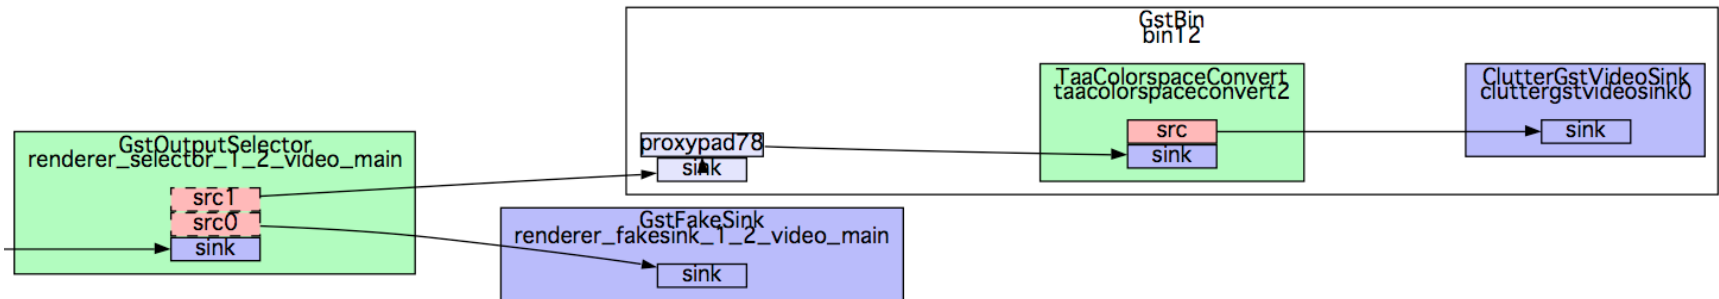 GstBin
bin12
TaaColorspaceConvert
taacolorspaceconvert2
src
sink
ClutterGstVideoSink
cluttergstvideosink0
sink
proxypad78
sink
GstOutputSelector
renderer_selector_1_2_video_main
src1
src0
sink
GstFakeSink
renderer_fakesink_1_2_video_main
sink